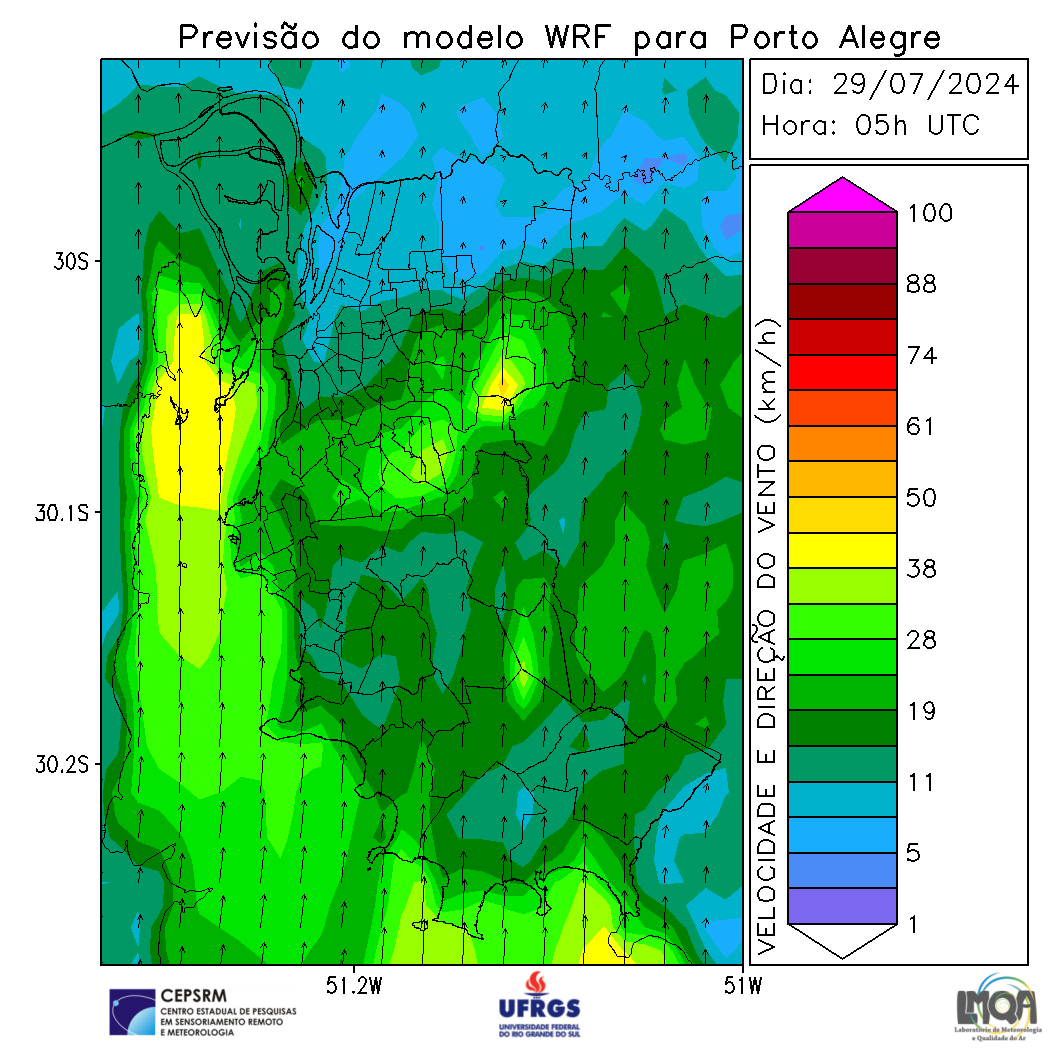 Previsão do modelo WRF para Porto Alegre
Dia: 29/07/2024
Hora: 05h UTC
30S
30.1S
30.2S
51.2W
51W
VELOCIDADE E DIREÇÃO DO VENTO (km/h)
100
88
74
61
50
38
28
19
11
5
1
CEPSRM
CENTRO ESTADUAL DE PESQUISAS
EM SENSORIAMENTO REMOTO
E METEOROLOGIA
UFRGS
UNIVERSIDADE FEDERAL
DO RIO GRANDE DO SUL
LMQA
Laboratório de Meteorologia
e Qualidade do Ar